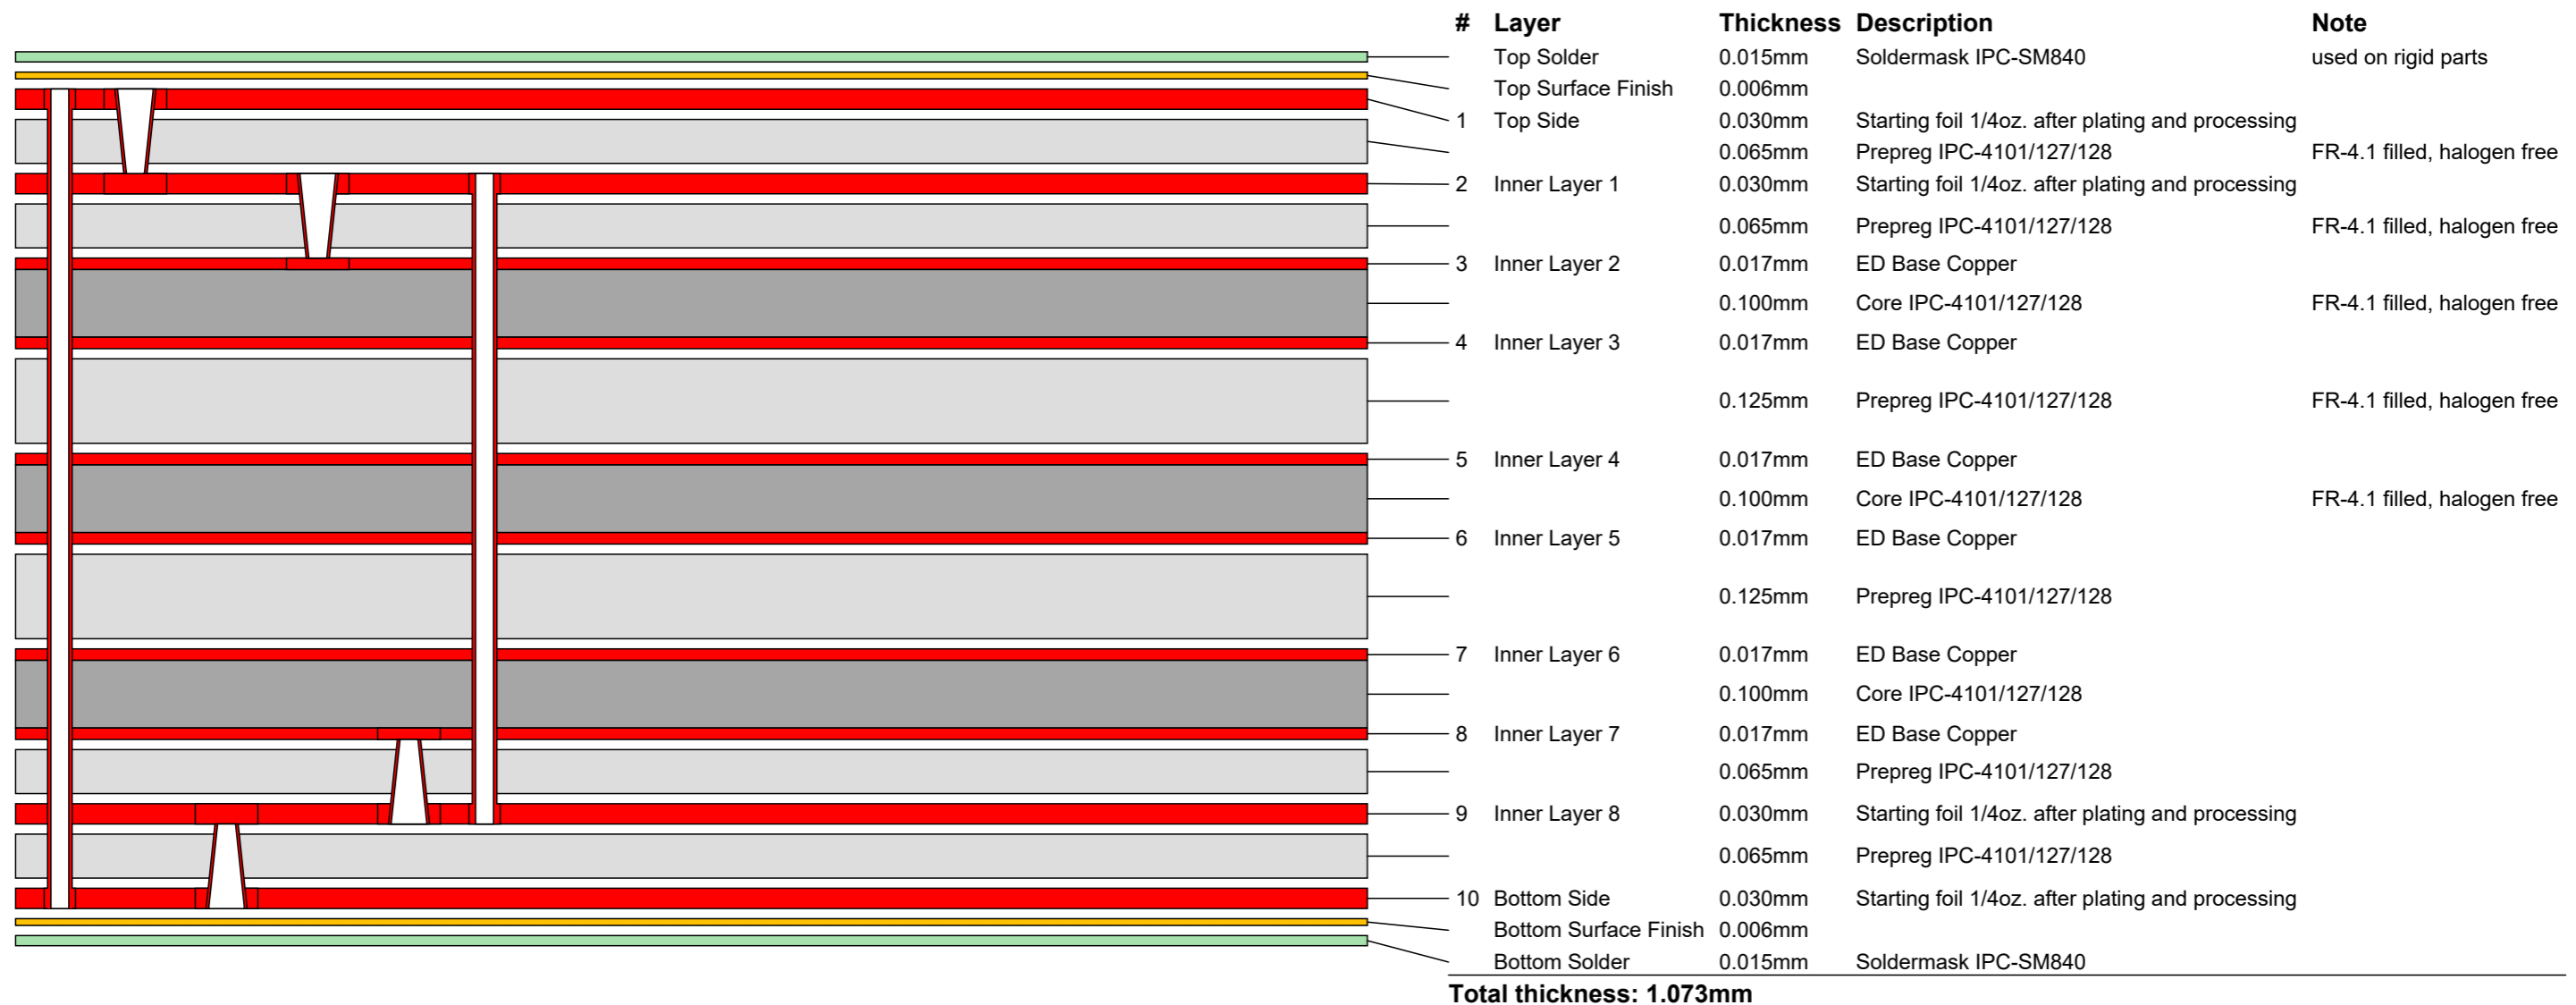 # Layer Thickness Description Note
Top Solder 0.015mm Soldermask IPC-SM840 used on rigid parts
Top Surface Finish 0.006mm
1 Top Side 0.030mm Starting foil 1/4oz. after plating and processing
0.065mm Prepreg IPC-4101/127/128 FR-4.1 filled, halogen free
2 Inner Layer 1 0.030mm Starting foil 1/4oz. after plating and processing
0.065mm Prepreg IPC-4101/127/128 FR-4.1 filled, halogen free
3 Inner Layer 2 0.017mm ED Base Copper
0.100mm Core IPC-4101/127/128 FR-4.1 filled, halogen free
4 Inner Layer 3 0.017mm ED Base Copper
0.125mm Prepreg IPC-4101/127/128 FR-4.1 filled, halogen free
5 Inner Layer 4 0.017mm ED Base Copper
0.100mm Core IPC-4101/127/128 FR-4.1 filled, halogen free
6 Inner Layer 5 0.017mm ED Base Copper
0.125mm Prepreg IPC-4101/127/128
7 Inner Layer 6 0.017mm ED Base Copper
0.100mm Core IPC-4101/127/128
8 Inner Layer 7 0.017mm ED Base Copper
0.065mm Prepreg IPC-4101/127/128
9 Inner Layer 8 0.030mm Starting foil 1/4oz. after plating and processing
0.065mm Prepreg IPC-4101/127/128
10 Bottom Side 0.030mm Starting foil 1/4oz. after plating and processing
Bottom Surface Finish 0.006mm
Bottom Solder 0.015mm Soldermask IPC-SM840
Total thickness: 1.073mm